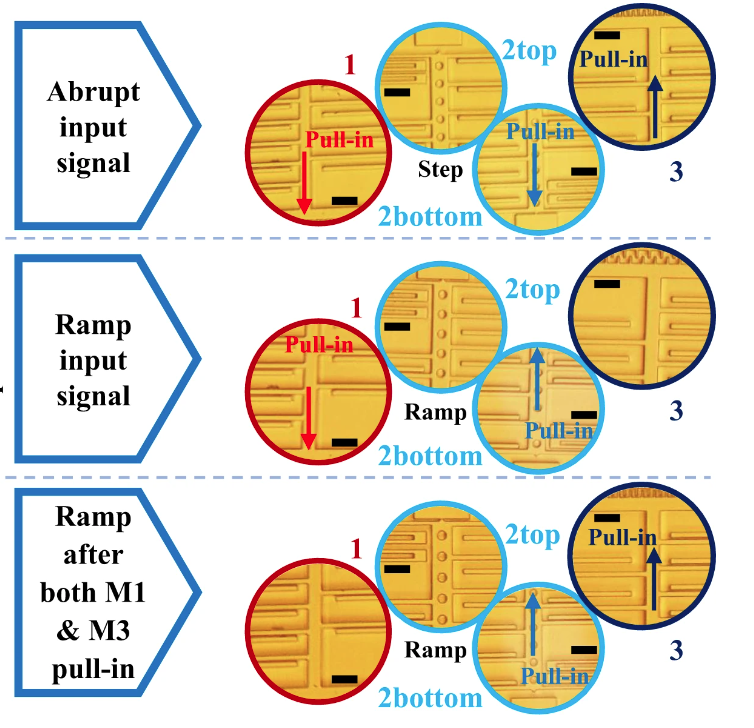 Abrupt
input
signal
1
Pull-in
2top
Step
Pull-in
2bottom
Pull-in
3
Ramp
input
signal
1
Pull-in
2top
Ramp
Pull-in
2bottom
3
Ramp
after
both M1
& M3
pull-in
1
2top
Ramp
Pull-in
2bottom
Pull-in
3